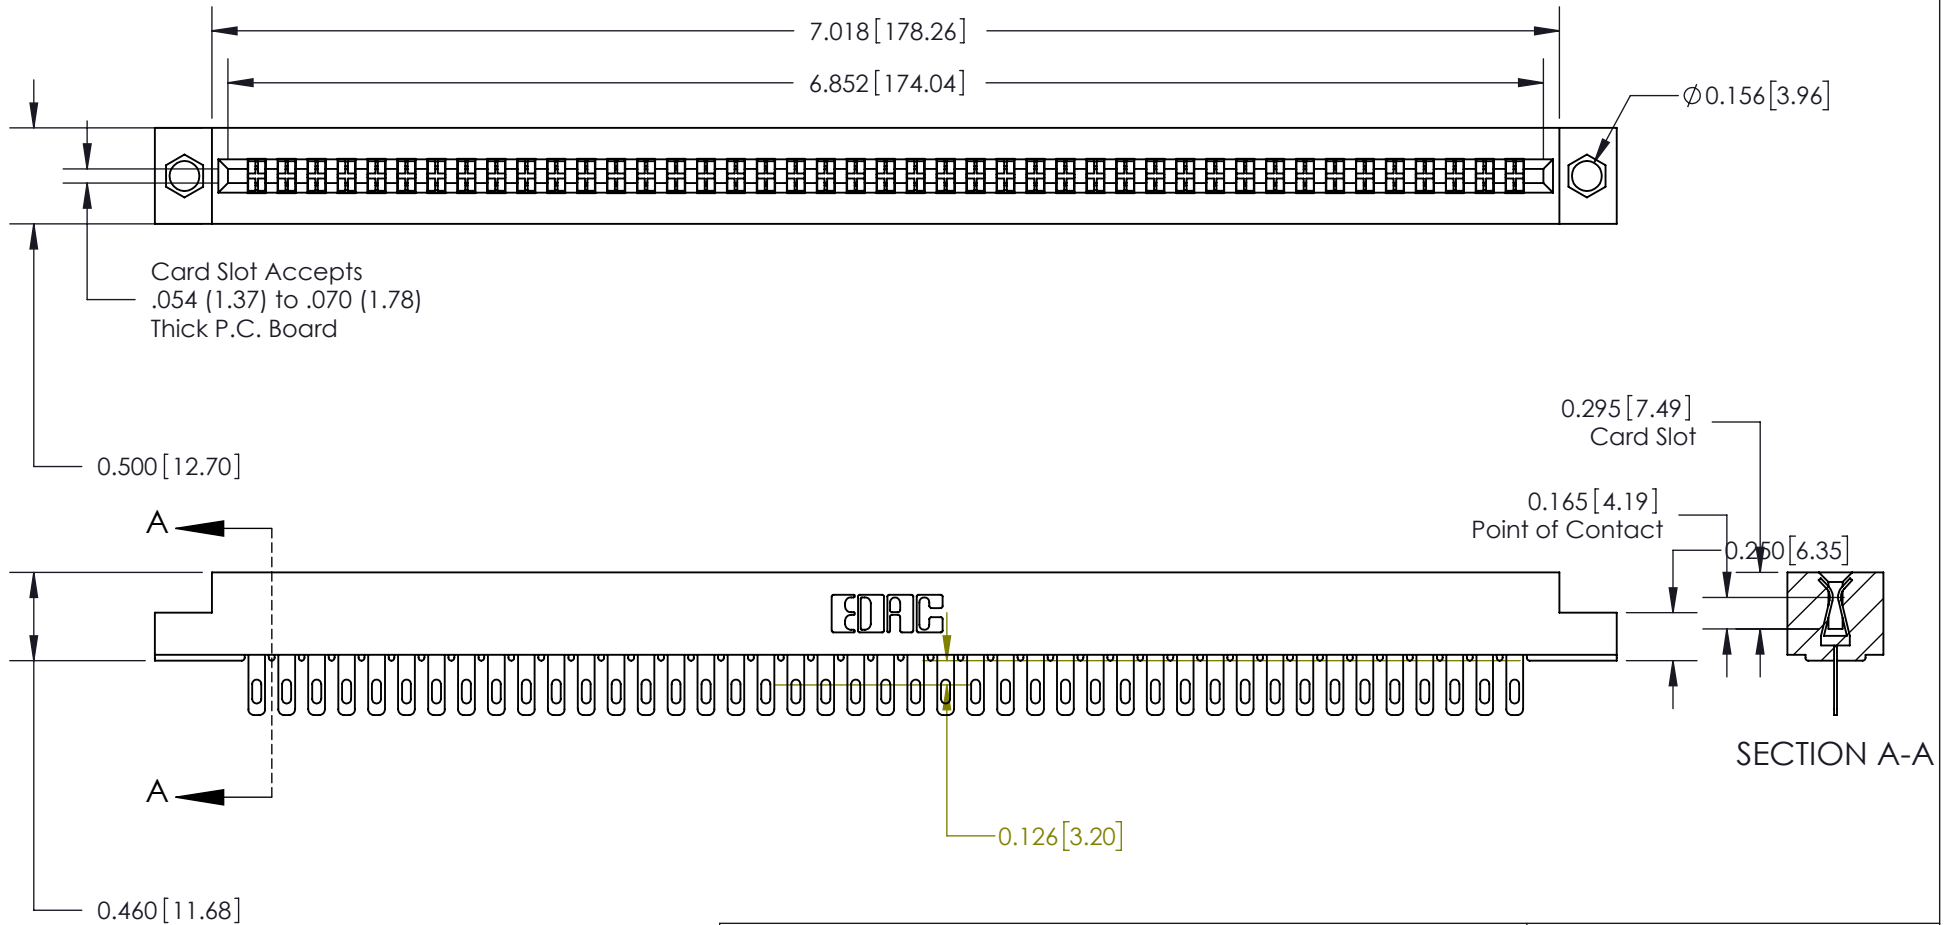 7.018[178.26]
6.852[174.04]
Ø0.156[3.96]
Card Slot Accepts
.054 (1.37) to .070 (1.78)
Thick P.C. Board
0.295[7.49]
Card Slot
0.500[12.70]
0.165[4.19]
Point of Contact
A
0.250[6.35]
EDAC
SECTION A-A
A
0.126[3.20]
0.460[11.68]